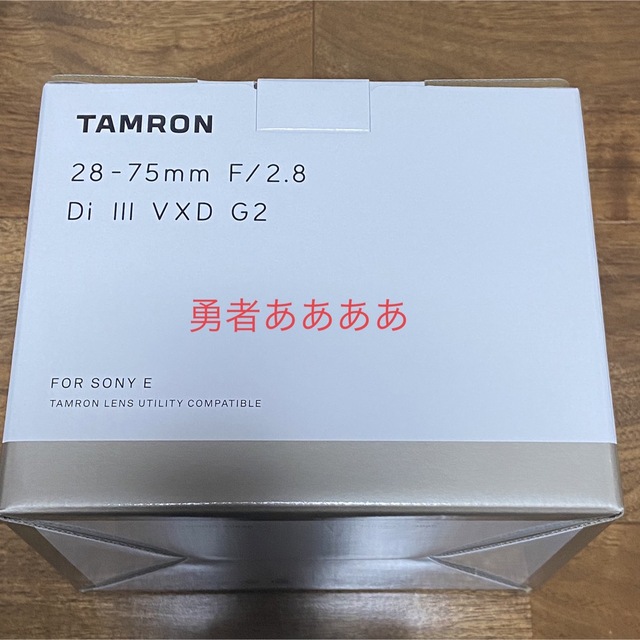 TAMRON
28-75mm F/2.8
Di III VXD G2
勇者ああああ
FOR SONY E
TAMRON LENS UTILITY COMPATIBLE